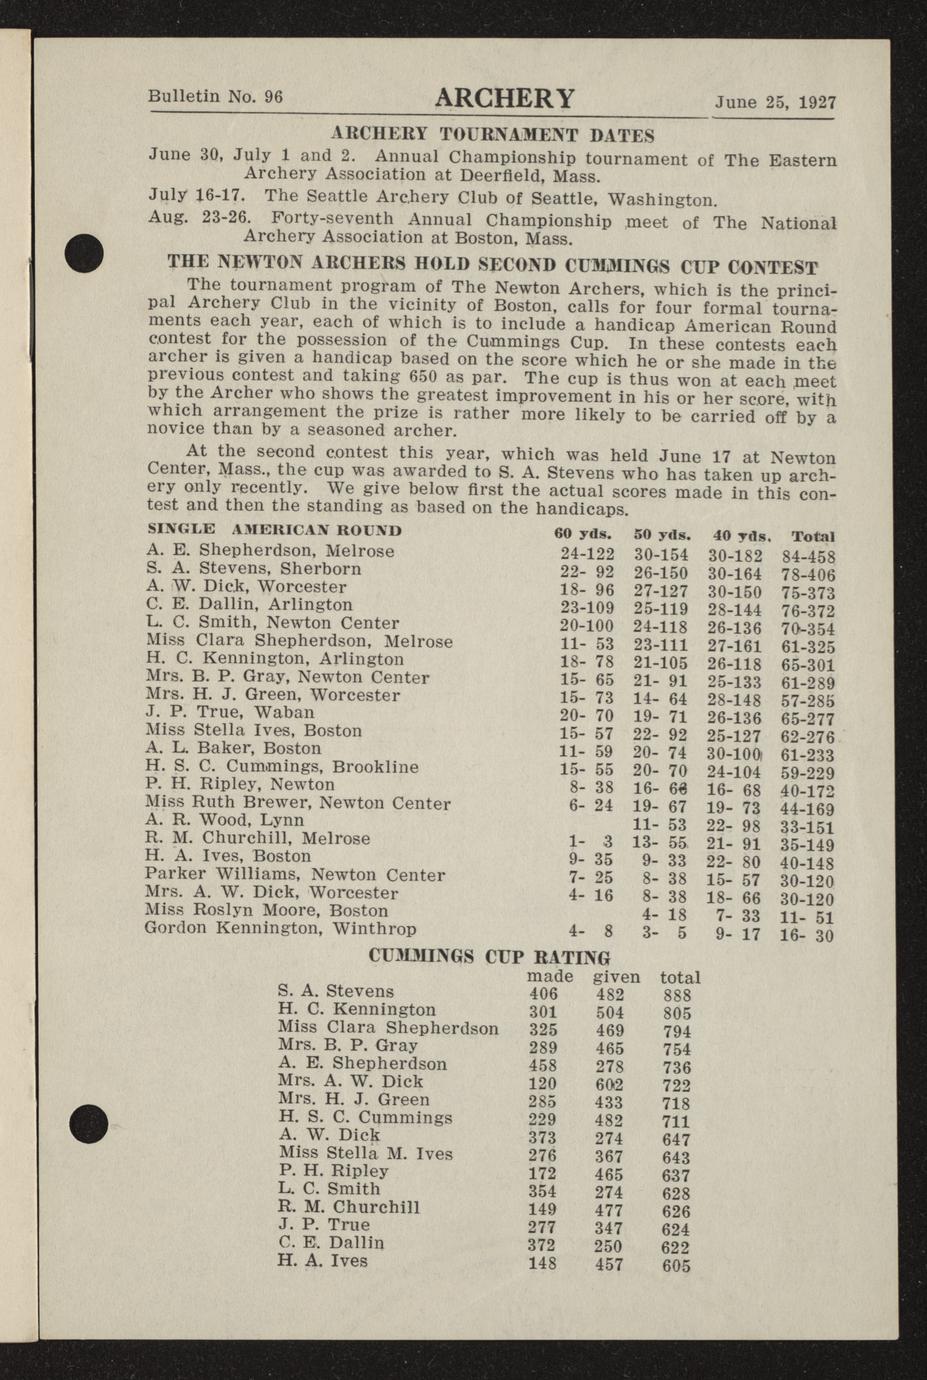 Bulletin No. 96 ARCHERY June 25, 1927
ARCHERY TOURNAMENT DATES
June 30, July 1 and 2. Annual Championship tournament of The Eastern
Archery Association at Deerfield, Mass.
July 16-17. The Seattle Archery Club of Seattle, Washington.
Aug. 23-26. Forty-seventh Annual Championship meet of The National
Archery Association at Boston, Mass.
THE NEWTON ARCHERS HOLD SECOND CUMMINGS CUP CONTEST
The tournament program of The Newton Archers, which is the princi-
pal Archery Club in the vicinity of Boston, calls for four formal tourna-
ments each year, each of which is to include a handicap American Round
contest for the possession of the Cummings Cup. In these contests each
archer is given a handicap based on the score which he or she made in the
previous contest and taking 650 as par. The cup is thus won at each meet
by the Archer who shows the greatest improvement in his or her score, with
which arrangement the prize is rather more likely to be carried off by a
novice than by a seasoned archer.
At the second contest this year, which was held June 17 at Newton
Center, Mass., the cup was awarded to S. A. Stevens who has taken up arch-
ery only recently. We give below first the actual scores made in this con-
test and then the standing as based on the handicaps.
SINGLE AMERICAN ROUND 60 yds. 50 yds. 40 yds. Total
A. E. Shepherdson, Melrose 24-122 30-154 30-182 84-458
S. A. Stevens, Sherborn 22- 92 26-150 30-164 78-406
A. W. Dick, Worcester 18- 96 27-127 30-150 75-373
C. E. Dallin, Arlington 23-109 25-119 28-144 76-372
L. C. Smith, Newton Center 20-100 24-118 26-136 70-354
Miss Clara Shepherdson, Melrose 11- 53 23-111 27-161 61-325
H. C. Kennington, Arlington 18- 78 21-105 26-118 65-301
Mrs. B. P. Gray, Newton Center 15- 65 21- 91 25-133 61-289
Mrs. H. J. Green, Worcester 15- 73 14- 64 28-148 57-285
J. P. True, Waban 20- 70 19- 71 26-136 65-277
Miss Stella Ives, Boston 15- 57 22- 92 25-127 62-276
A. L. Baker, Boston 11- 59 20- 74 30-100 61-233
H. S. C. Cummings, Brookline 15- 55 20- 70 24-104 59-229
P. H. Ripley, Newton 8- 38 16- 66 16- 68 40-172
Miss Ruth Brewer, Newton Center 6- 24 19- 67 19- 73 44-169
A. R. Wood, Lynn 11- 53 22- 98 33-151
R. M. Churchill, Melrose 1- 3 13- 55 21- 91 35-149
H. A. Ives, Boston 9- 35 9- 33 22- 80 40-148
Parker Williams, Newton Center 7- 25 8- 38 15- 57 30-120
Mrs. A. W. Dick, Worcester 4- 16 8- 38 18- 66 30-120
Miss Roslyn Moore, Boston 4- 18 7- 33 11- 51
Gordon Kennington, Winthrop 4- 8 3- 5 9- 17 16- 30
CUMMINGS CUP RATING
made given total
S. A. Stevens 406 482 888
H. C. Kennington 301 504 805
Miss Clara Shepherdson 325 469 794
Mrs. B. P. Gray 289 465 754
A. E. Shepherdson 458 278 736
Mrs. A. W. Dick 120 602 722
Mrs. H. J. Green 285 433 718
H. S. C. Cummings 229 482 711
A. W. Dick 373 274 647
Miss Stella M. Ives 276 367 643
P. H. Ripley 172 465 637
L. C. Smith 354 274 628
R. M. Churchill 149 477 626
J. P. True 277 347 624
C. E. Dallin 372 250 622
H. A. Ives 148 457 605